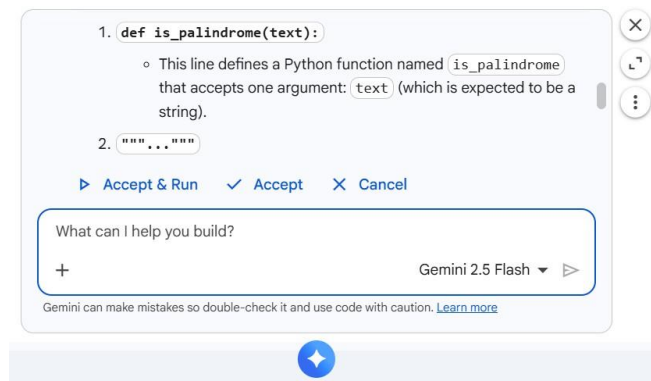 1. def is_palindrome(text):
This line defines a Python function named is_palindrome
that accepts one argument: text (which is expected to be a
string).
2. """..."""
Accept & Run Accept Cancel
What can I help you build?
Gemini 2.5 Flash
Gemini can make mistakes so double-check it and use code with caution. Learn more